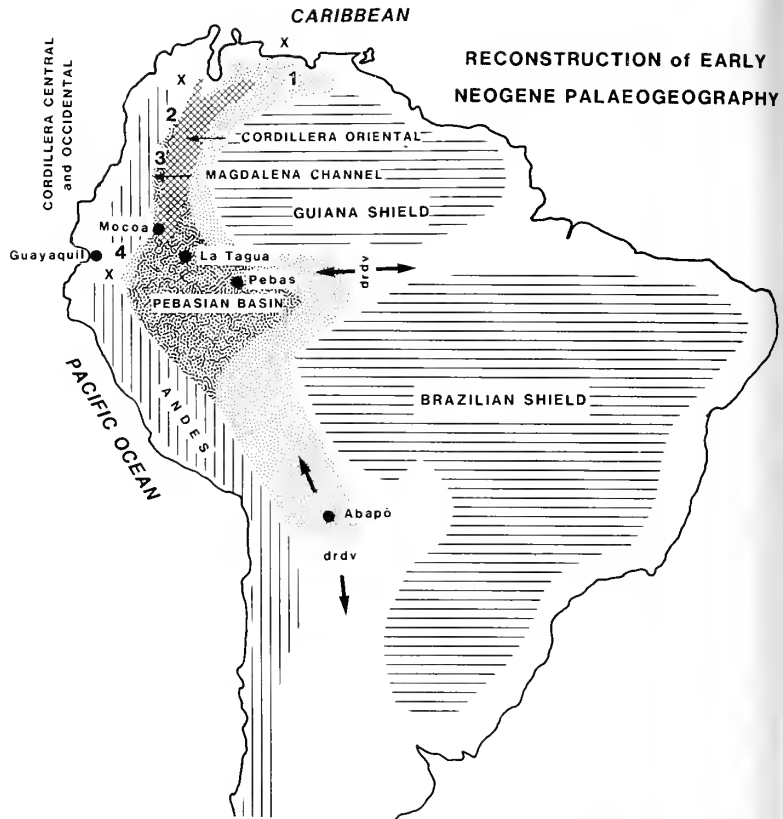 CARIBBEAN
RECONSTRUCTION of EARLY
NEOGENE PALAEOGEOGRAPHY
X
X
1
2
3
4
X
CORDILLERA CENTRAL
and OCCIDENTAL
CORDILLERA ORIENTAL
MAGDALENA CHANNEL
GUIANA SHIELD
Mocoa
Guayaquil
La Tagua
Pebas
drdv
PEBASIAN BASIN
PACIFIC OCEAN
ANDES
BRAZILIAN SHIELD
Abapó
drdv